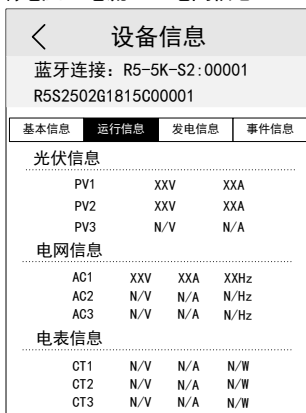 设备信息
蓝牙连接: R5-5K-S2:00001
R5S2502G1815C00001
基本信息 运行信息 发电信息 事件信息
光伏信息
PV1 XXV XXA
PV2 XXV XXA
PV3 N/V N/A
电网信息
AC1 XXV XXA XXHz
AC2 N/V N/A N/Hz
AC3 N/V N/A N/Hz
电表信息
CT1 N/V N/A N/W
CT2 N/V N/A N/W
CT3 N/V N/A N/W